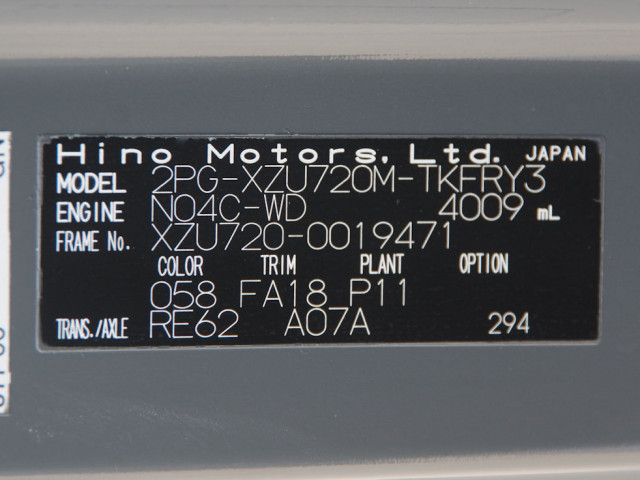 Hino Motors, Ltd. JAPAN
MODEL 2PG-XZU720M-TKFRY3
ENGINE N04C-WD 4009 mL
FRAME No. XZU720-0019471
COLOR TRIM PLANT OPTION
058 FA18 P11
TRANS./AXLE RE62 A07A 294